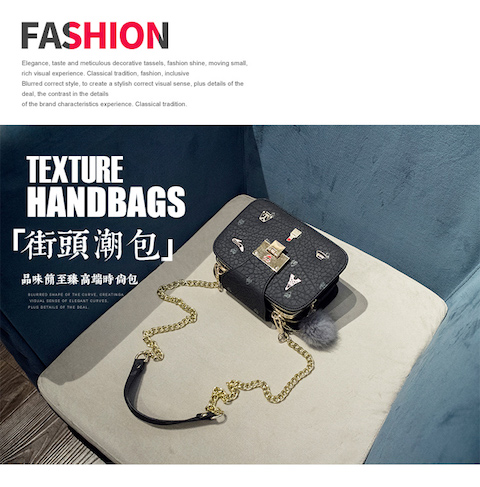 FASHION
Elegance, taste and meticulous decorative tassels, fashion shine, moving small,
rich visual experience. Classical tradition, fashion, inclusive
Blurred correct style, to create a stylish correct visual sense, plus details of the
deal, the contrast in the details
of the brand characteristics experience. Classical tradition.
TEXTURE
HANDBAGS
「街頭潮包」
品味簡至臻高端時尚包
BLURRED SHAPE OF THE CURVE, CREATINGA
VISUAL SENSE OF ELEGANT CURVES,
PLUS DETAILS OF THE DEAL.